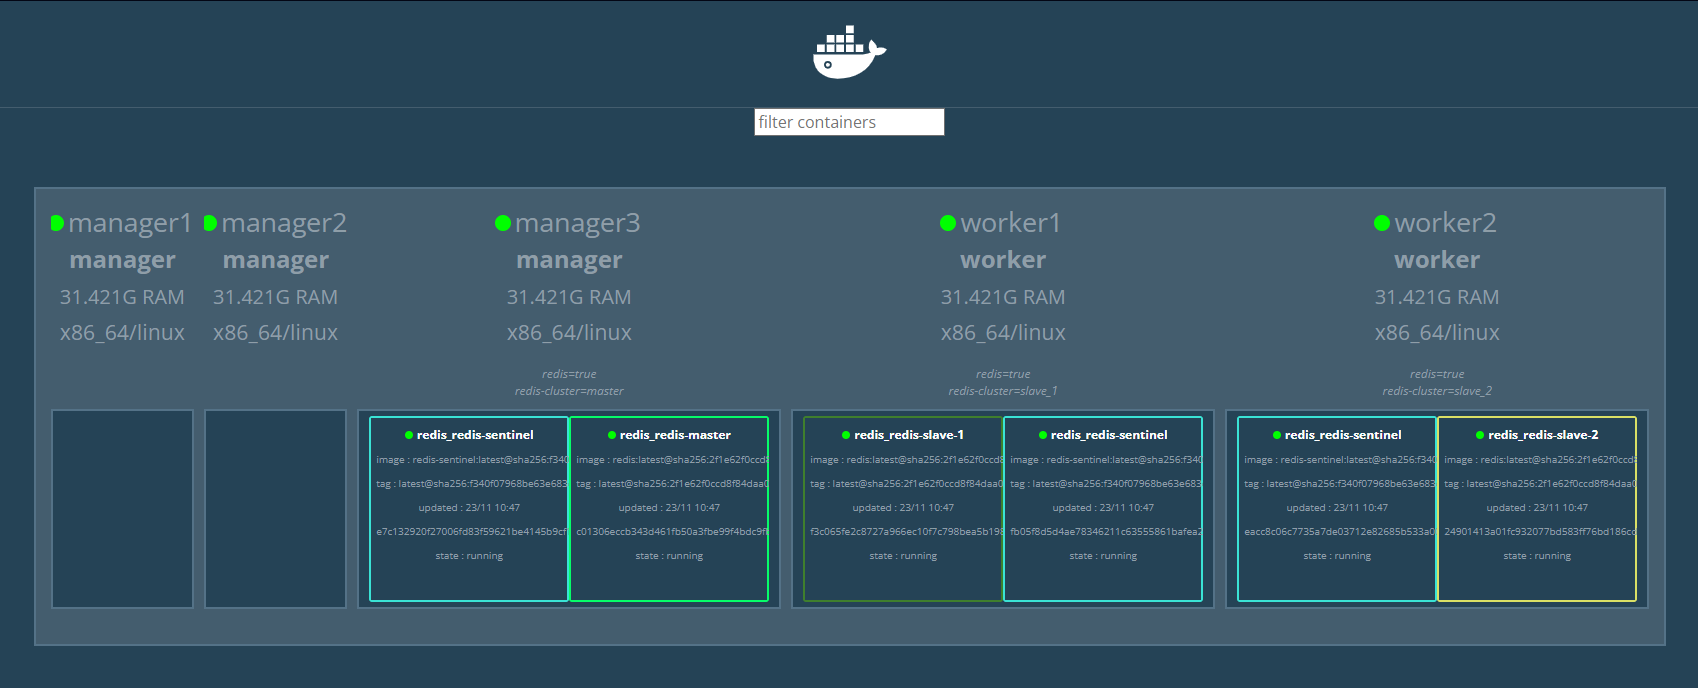 filter containers
manager1
manager
31.421G RAM
x86_64/linux
manager2
manager
31.421G RAM
x86_64/linux
manager3
manager
31.421G RAM
x86_64/linux
redis=true
redis-cluster=master
redis_redis-sentinel
image : redis-sentinel:latest@sha256:f340
tag : latest@sha256:f340f07968be63e683
updated : 23/11 10:47
e7c132920f27006fd83f59621be4145b9cf
state : running
redis_redis-master
image : redis:latest@sha256:2f1e62f0ccd8
tag : latest@sha256:2f1e62f0ccd8f84daa0
updated : 23/11 10:47
c01306eccb343d461fb50a3fbe99f4bdc9f
state : running
worker1
worker
31.421G RAM
x86_64/linux
redis=true
redis-cluster=slave_1
redis_redis-slave-1
image : redis:latest@sha256:2f1e62f0ccd8
tag : latest@sha256:2f1e62f0ccd8f84daa0
updated : 23/11 10:47
f3c065fe2c8727a966ec10f7c798bea5b198
state : running
redis_redis-sentinel
image : redis-sentinel:latest@sha256:f340
tag : latest@sha256:f340f07968be63e683
updated : 23/11 10:47
fb05f8d5d4ae78346211c63555861bafea2
state : running
worker2
worker
31.421G RAM
x86_64/linux
redis=true
redis-cluster=slave_2
redis_redis-sentinel
image : redis-sentinel:latest@sha256:f340
tag : latest@sha256:f340f07968be63e683
updated : 23/11 10:47
eacc8c06c7735a7de03712e82685b533a0
state : running
redis_redis-slave-2
image : redis:latest@sha256:2f1e62f0ccd8
tag : latest@sha256:2f1e62f0ccd8f84daa0
updated : 23/11 10:47
24901413a01fc932077bd583ff76bd186cc
state : running